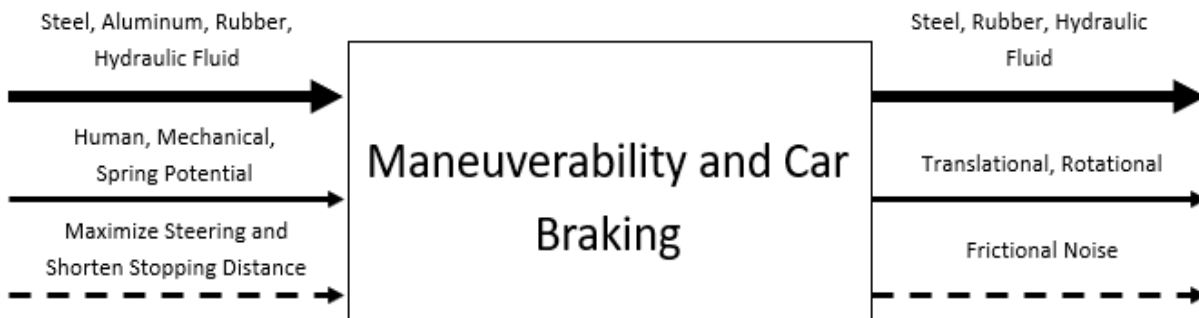 Steel, Aluminum, Rubber,
Hydraulic Fluid
Human, Mechanical,
Spring Potential
Maximize Steering and
Shorten Stopping Distance
Maneuverability and Car
Braking
Steel, Rubber, Hydraulic
Fluid
Translational, Rotational
Frictional Noise